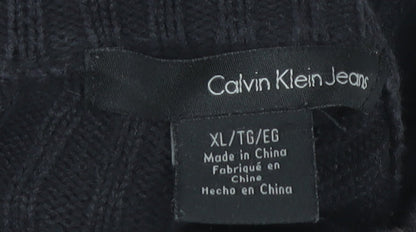 Calvin Klein Jeans
XL/TG/EG
Made in China
Fabriqué en
Chine
Hecho en China